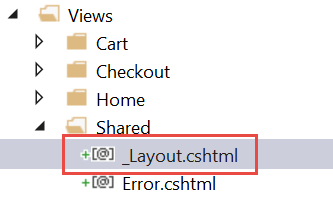 Views
Cart
Checkout
Home
Shared
+[@] _Layout.cshtml
+[@] Error.cshtml